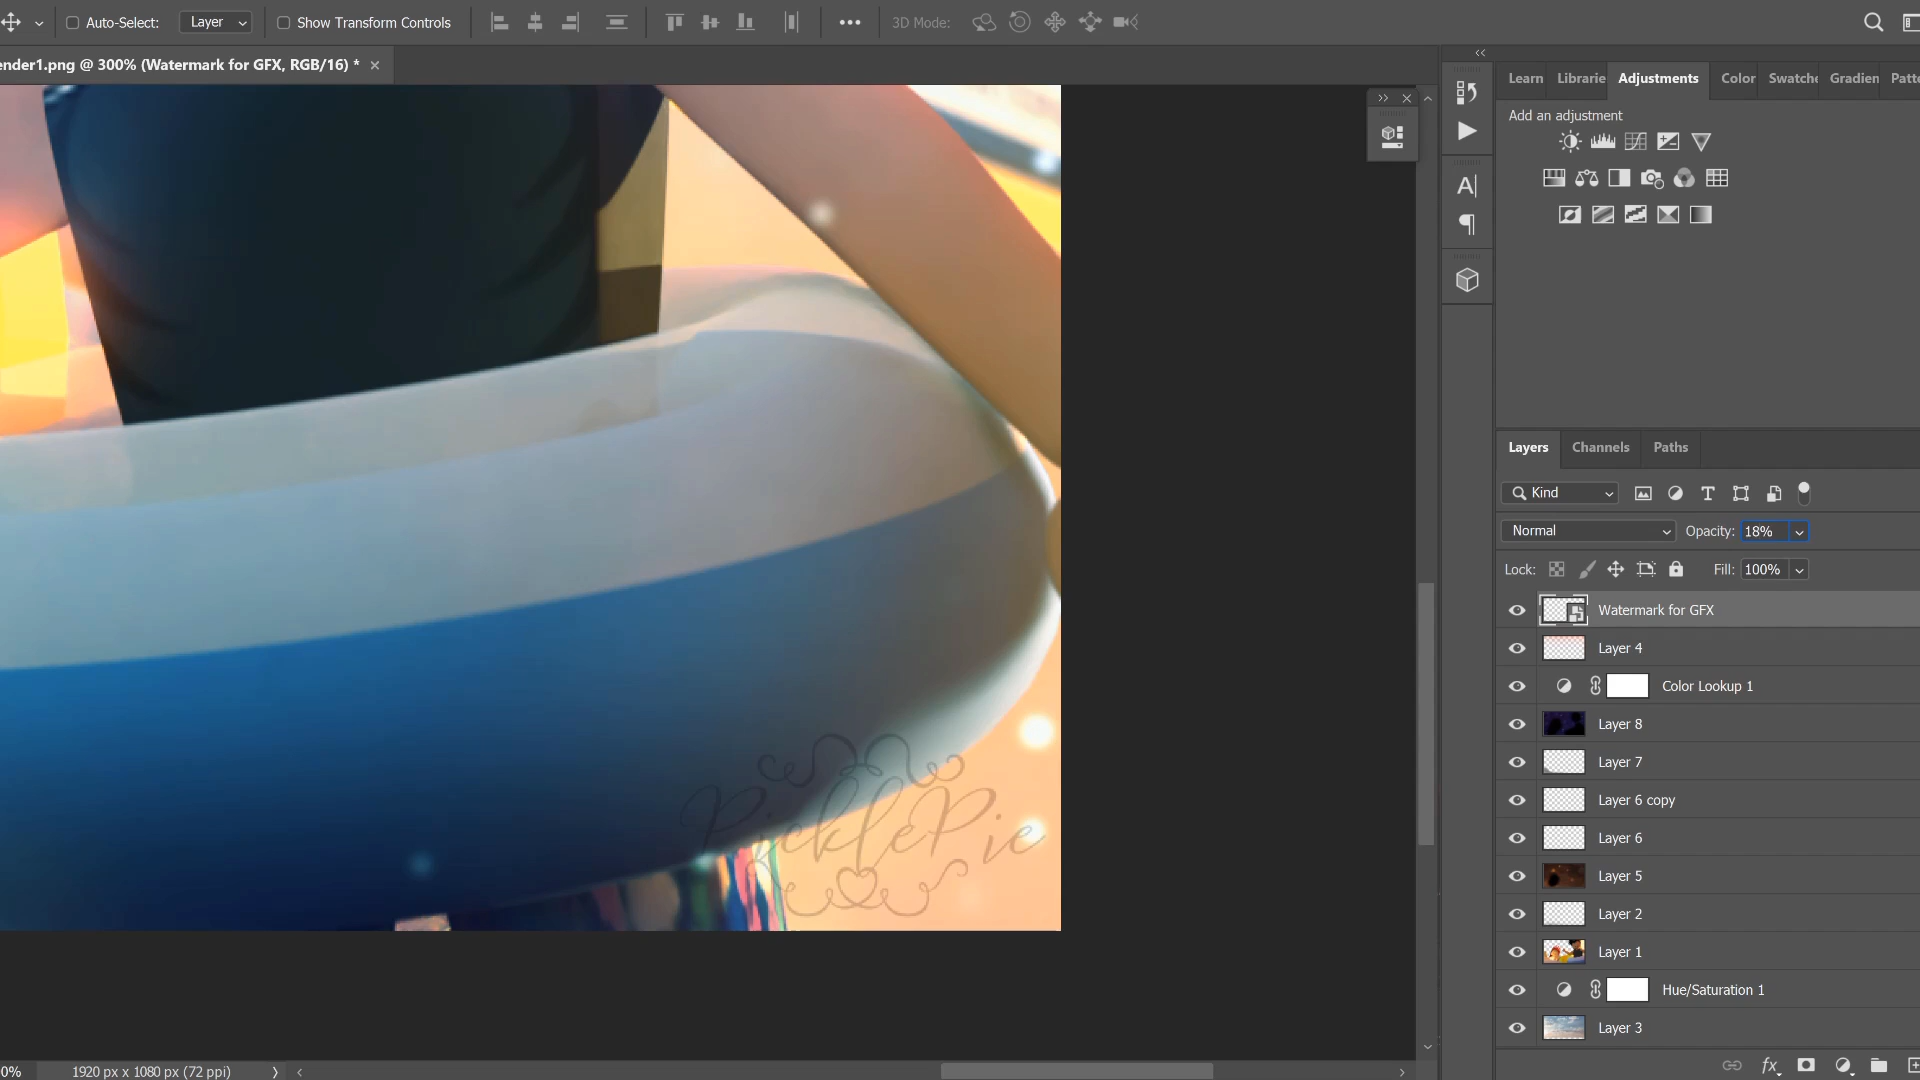 Auto-Select:
Layer
Show Transform Controls
3D Mode:
ender1.png @ 300% (Watermark for GFX, RGB/16) *
Learn
Librarie
Adjustments
Color
Swatche
Gradien
Patte
Add an adjustment
Layers
Channels
Paths
Kind
Normal
Opacity: 18%
Lock:
Fill: 100%
Watermark for GFX
Layer 4
Color Lookup 1
Layer 8
Layer 7
Layer 6 copy
Layer 6
Layer 5
Layer 2
Layer 1
Hue/Saturation 1
Layer 3
PicklePie
0%
1920 px x 1080 px (72 ppi)